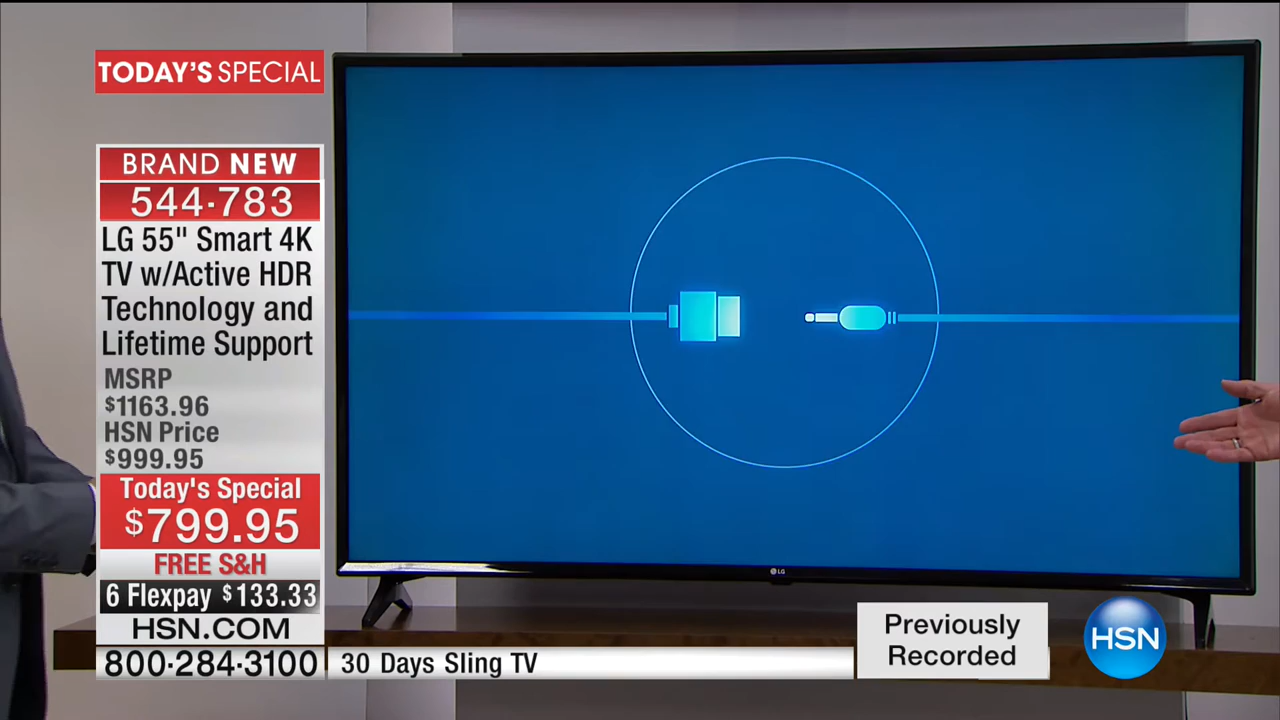 TODAY'S SPECIAL
BRAND NEW
544-783
LG 55" Smart 4K
TV w/Active HDR
Technology and
Lifetime Support
MSRP
$1163.96
HSN Price
$999.95
Today's Special
$799.95
FREE S&H
6 Flexpay $133.33
HSN.COM
800-284-3100
30 Days Sling TV
LG
Previously
Recorded
HSN